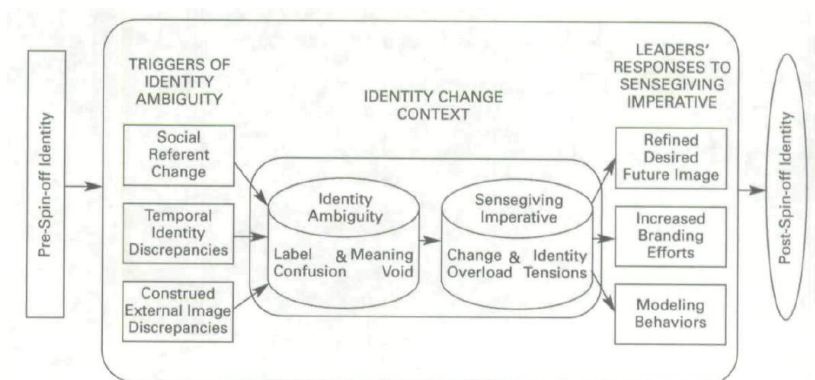 Pre-Spin-off Identity
TRIGGERS OF
IDENTITY
AMBIGUITY
Social
Referent
Change
Temporal
Identity
Discrepancies
Construed
External Image
Discrepancies
IDENTITY CHANGE
CONTEXT
Identity
Ambiguity
Label & Meaning
Confusion Void
Sensegiving
Imperative
Change & Identity
Overload Tensions
LEADERS'
RESPONSES TO
SENSEGIVING
IMPERATIVE
Refined
Desired
Future Image
Increased
Branding
Efforts
Modeling
Behaviors
Post-Spin-off Identity